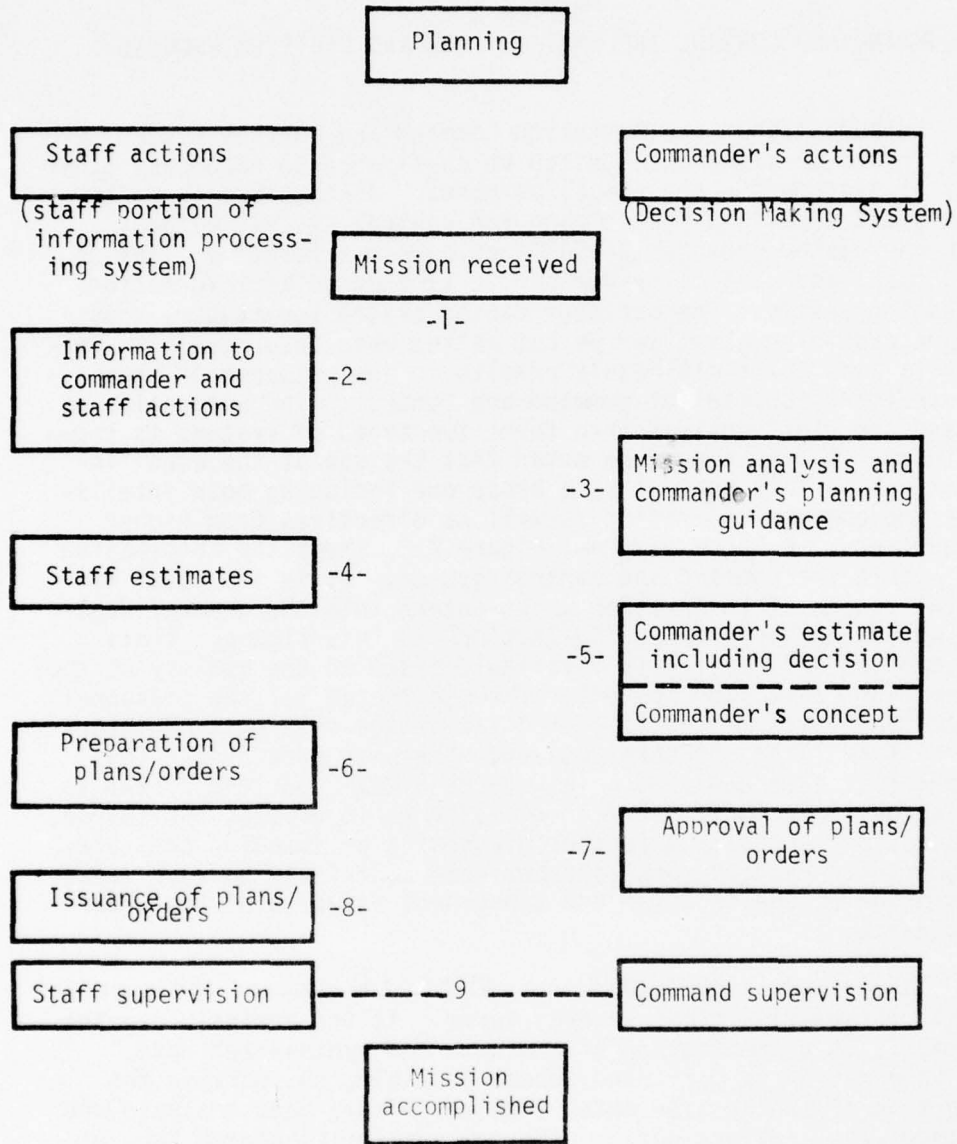 Planning
Staff actions
(staff portion of
information process-
ing system)
Commander's actions
(Decision Making System)
Mission received
-1-
Information to
commander and
staff actions
-2-
-3-
Mission analysis and
commander's planning
guidance
Staff estimates
-4-
-5-
Commander's estimate
including decision
Commander's concept
Preparation of
plans/orders
-6-
-7-
Approval of plans/
orders
Issuance of plans/
orders
-8-
Staff supervision
9
Command supervision
Mission
accomplished